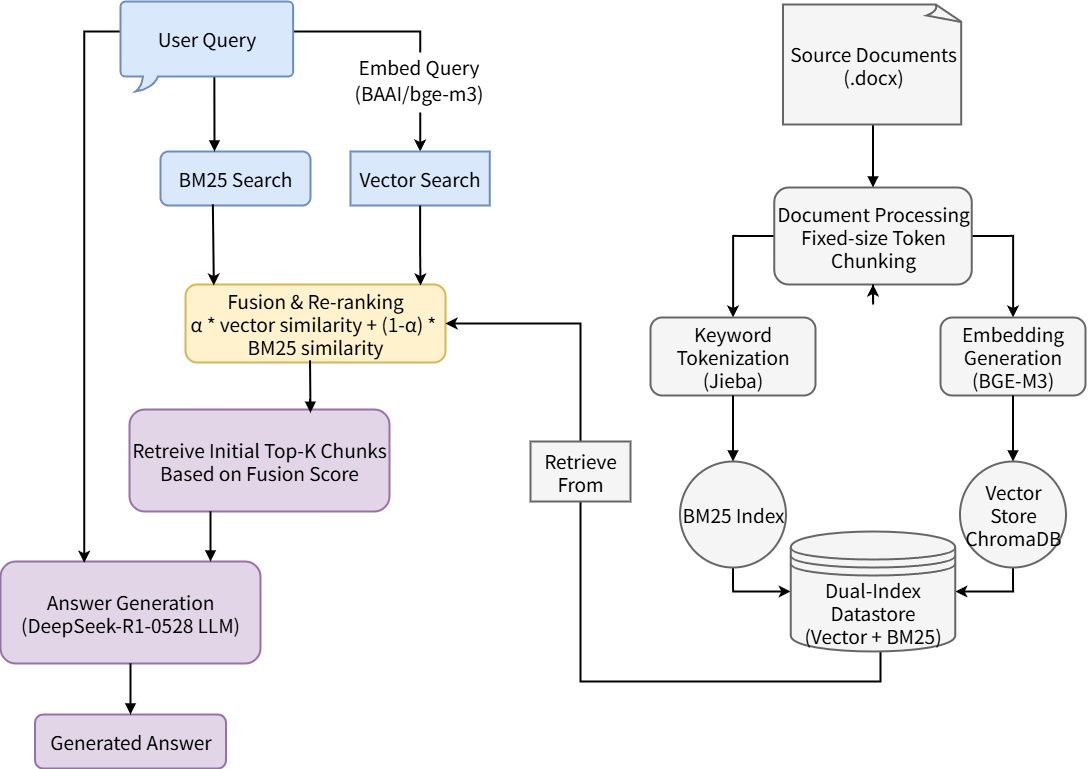 User Query
Embed Query
(BAAI/bge-m3)
BM25 Search
Vector Search
Fusion & Re-ranking
α * vector similarity + (1-α) *
BM25 similarity
Retreive Initial Top-K Chunks
Based on Fusion Score
Answer Generation
(DeepSeek-R1-0528 LLM)
Generated Answer
Retrieve
From
Source Documents
(.docx)
Document Processing
Fixed-size Token
Chunking
Keyword
Tokenization
(Jieba)
Embedding
Generation
(BGE-M3)
BM25 Index
Vector
Store
ChromaDB
Dual-Index
Datastore
(Vector + BM25)